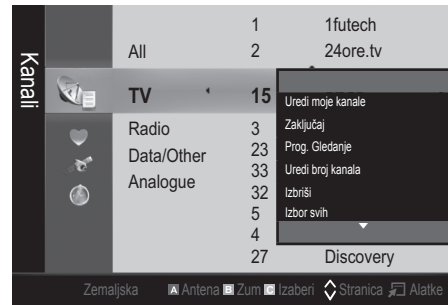 Kanali
All
TV
Radio
Data/Other
Analogue
1 1futech
2 24ore.tv
15
3
23
33
32
5
4
27 Discovery
Uredi moje kanale
Zaključaj
Prog. Gledanje
Uredi broj kanala
Izbriši
Izbor svih
Zemaljska A Antena B Zum C Izaberi Stranica Alatke